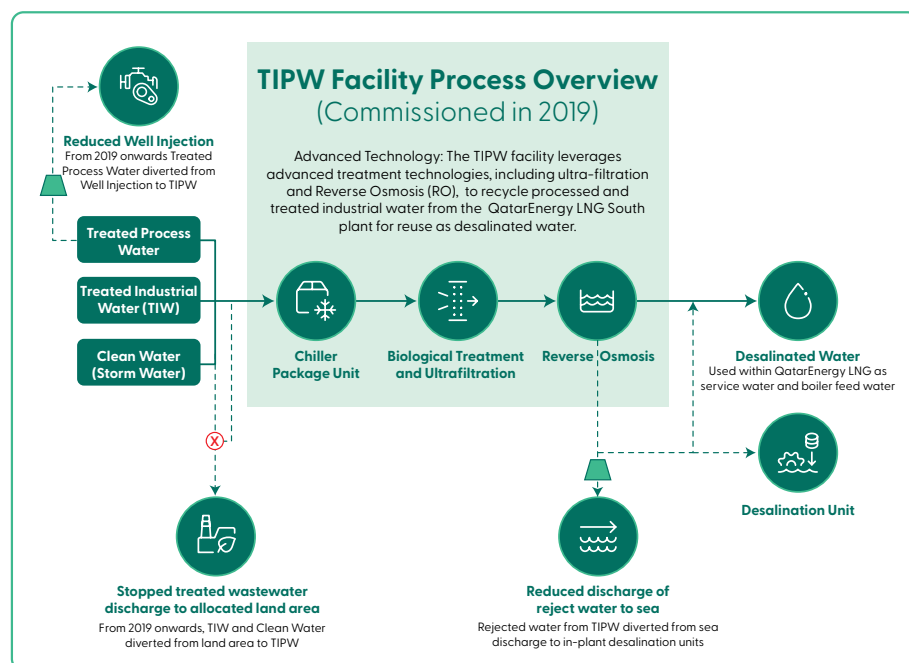 TIPW Facility Process Overview
(Commissioned in 2019)
Advanced Technology: The TIPW facility leverages
advanced treatment technologies, including ultra-filtration
and Reverse Osmosis (RO), to recycle processed and
treated industrial water from the QatarEnergy LNG South
plant for reuse as desalinated water.
Reduced Well Injection
From 2019 onwards Treated
Process Water diverted from
Well Injection to TIPW
Treated Process
Water
Treated Industrial
Water (TIW)
Clean Water
(Storm Water)
Chiller
Package Unit
Biological Treatment
and Ultrafiltration
Reverse Osmosis
Desalinated Water
Used within QatarEnergy LNG as
service water and boiler feed water
X
Desalination Unit
Stopped treated wastewater
discharge to allocated land area
From 2019 onwards, TIW and Clean Water
diverted from land area to TIPW
Reduced discharge of
reject water to sea
Rejected water from TIPW diverted from sea
discharge to in-plant desalination units